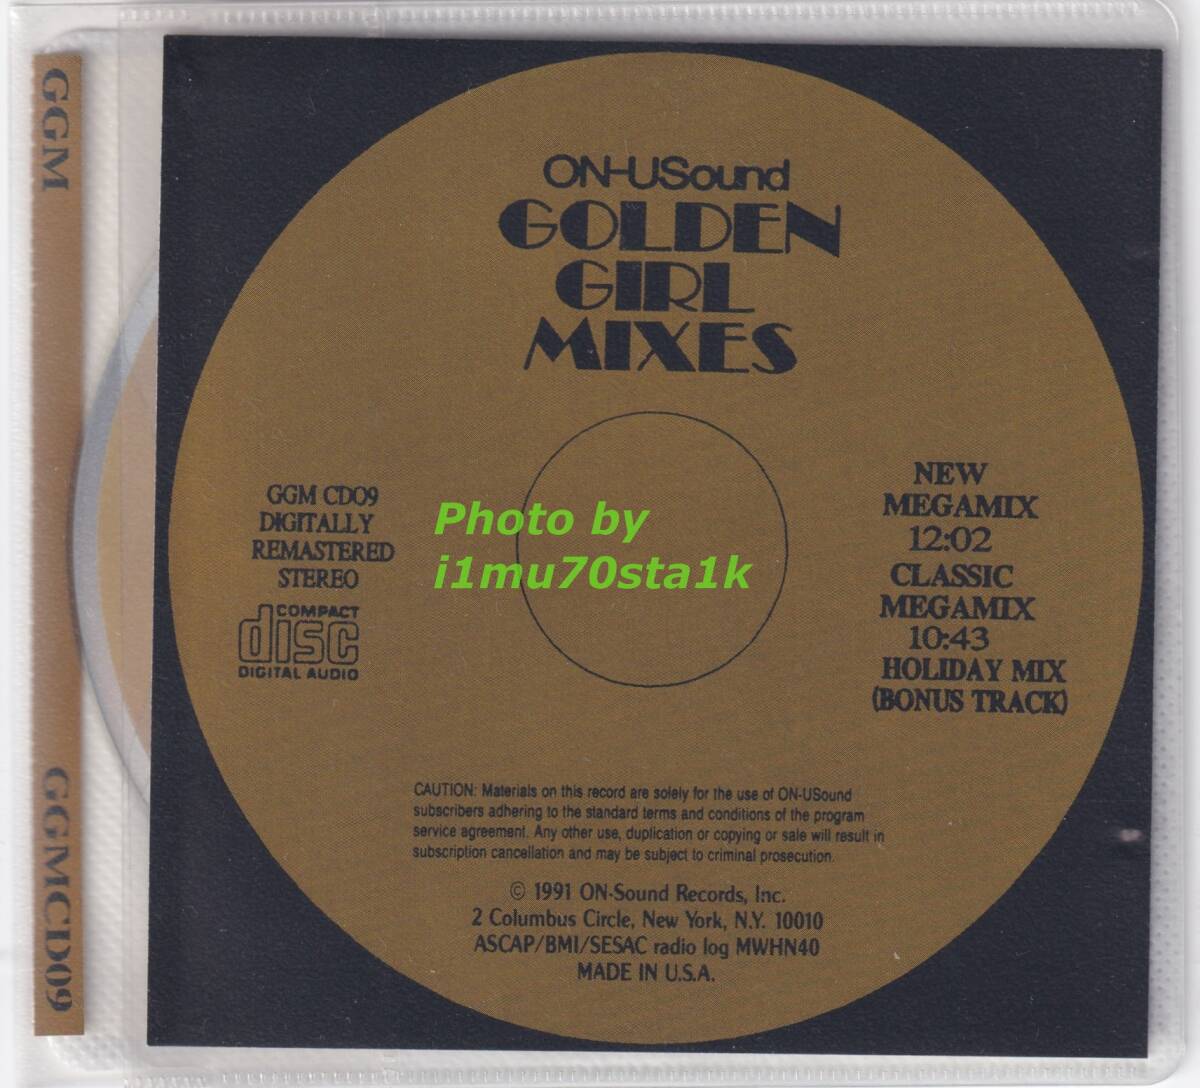 GGM
GGMCD09
ON-USound
GOLDEN
GIRL
MIXES
GGM CD09
DIGITALLY
REMASTERED
STEREO
COMPACT
disc
DIGITAL AUDIO
Photo by
i1mu70sta1k
NEW
MEGAMIX
12:02
CLASSIC
MEGAMIX
10:43
HOLIDAY MIX
(BONUS TRACK)
CAUTION: Materials on this record are solely for the use of ON-USound
subscribers adhering to the standard terms and conditions of the program
service agreement. Any other use, duplication or copying or sale will result in
subscription cancellation and may be subject to criminal prosecution.
© 1991 ON-Sound Records, Inc.
2 Columbus Circle, New York, N.Y. 10010
ASCAP/BMI/SESAC radio log MWHN40
MADE IN U.S.A.